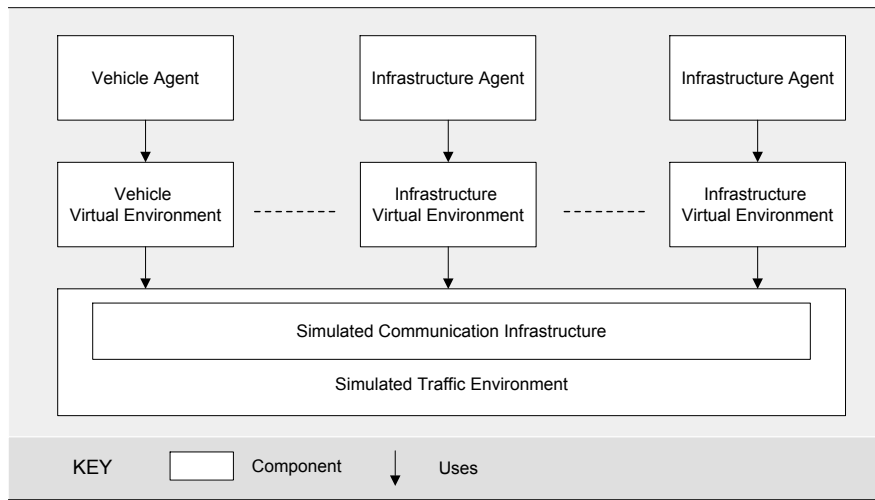 Vehicle Agent
Infrastructure Agent
Infrastructure Agent
Vehicle
Virtual Environment
Infrastructure
Virtual Environment
Infrastructure
Virtual Environment
Simulated Communication Infrastructure
Simulated Traffic Environment
KEY
Component
Uses